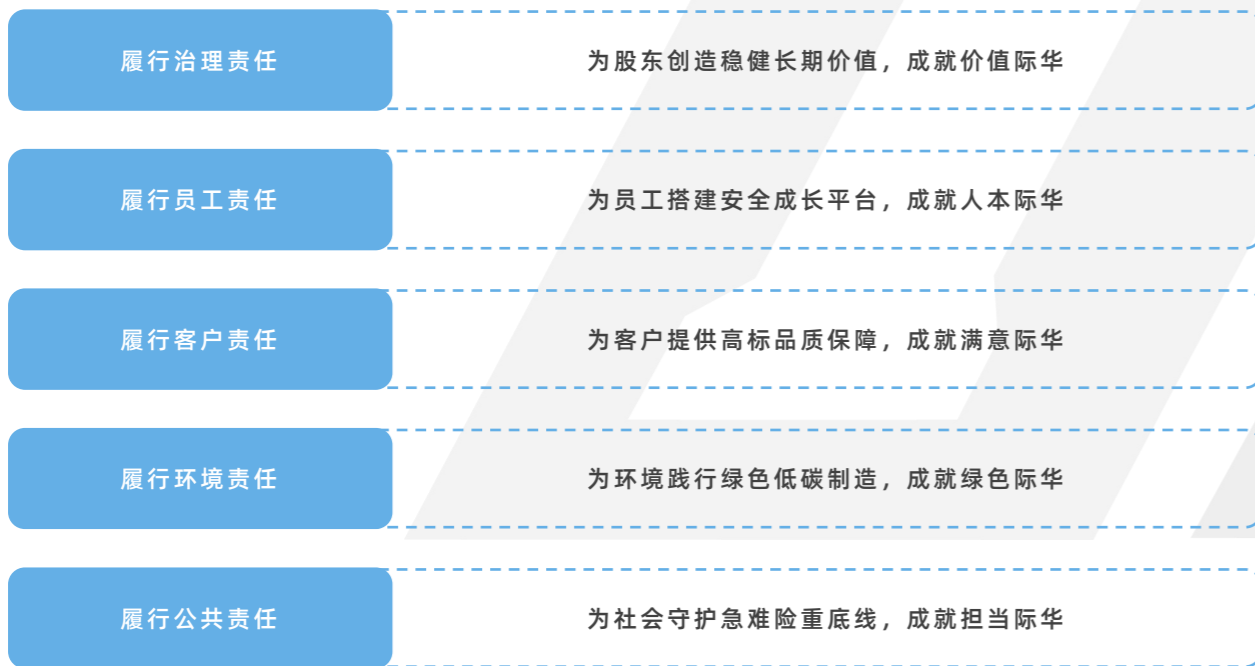 履行治理责任
为股东创造稳健长期价值，成就价值际华
履行员工责任
为员工搭建安全成长平台，成就人本际华
履行客户责任
为客户提供高标品质保障，成就满意际华
履行环境责任
为环境践行绿色低碳制造，成就绿色际华
履行公共责任
为社会守护急难险重底线，成就担当际华